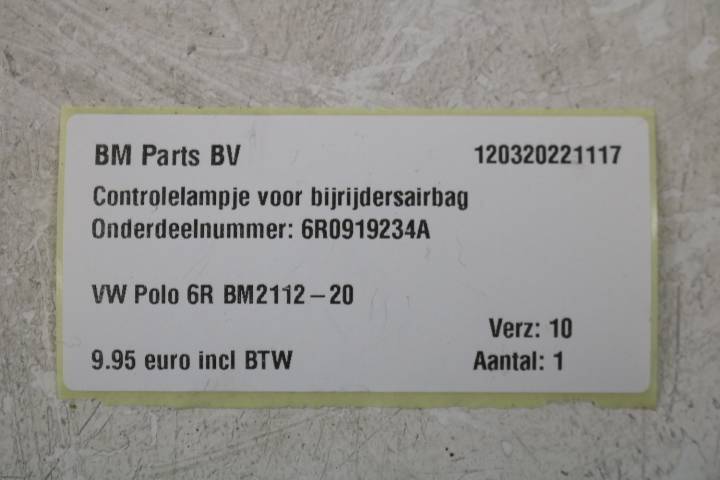 BM Parts BV 120320221117
Controlelampje voor bijrijdersairbag
Onderdeelnummer: 6R0919234A
VW Polo 6R BM2112-20
Verz: 10
9.95 euro incl BTW Aantal: 1